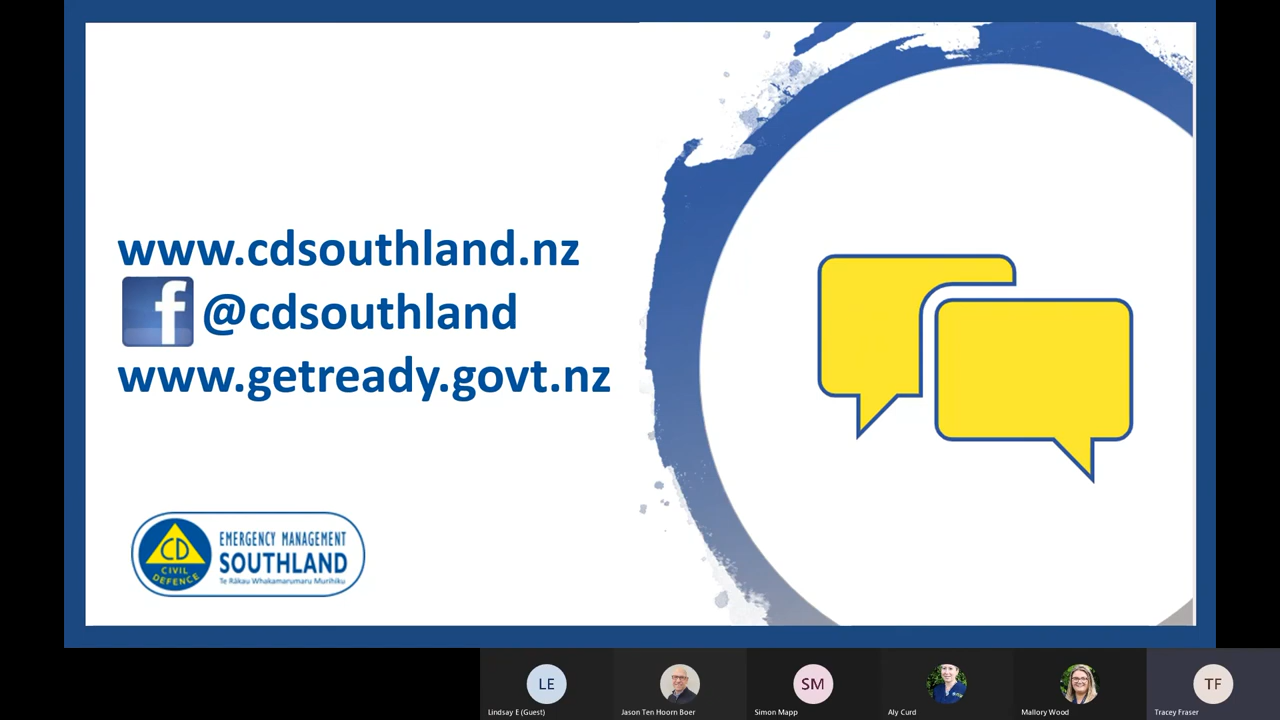 www.cdsouthland.nz
f @cdsouthland
www.getready.govt.nz
CD
CIVIL
DEFENCE
EMERGENCY MANAGEMENT
SOUTHLAND
Te Rākau Whakamarumaru Murihiku
LE
SM
TF
Lindsay E (Guest)
Jason Ten Hoorn Boer
Simon Mapp
Aly Curd
Mallory Wood
Tracey Fraser